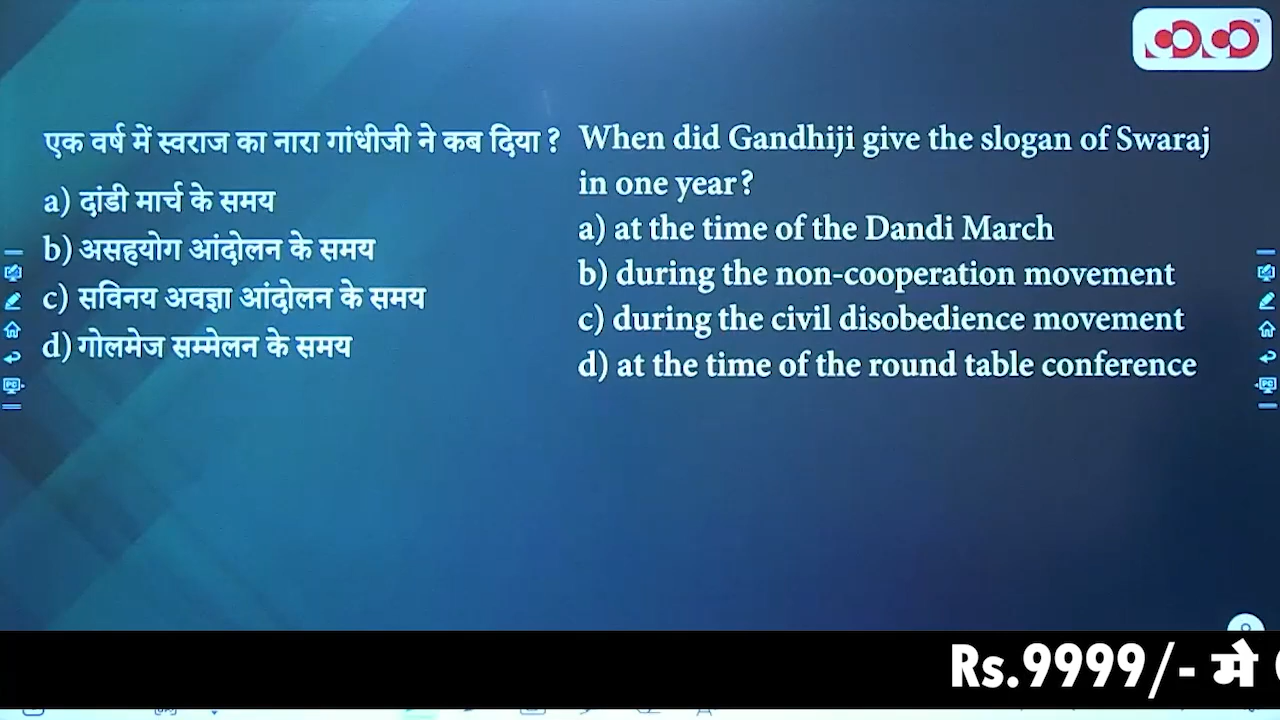 एक वर्ष में स्वराज का नारा गांधीजी ने कब दिया ?
a) दांडी मार्च के समय
b) असहयोग आंदोलन के समय
c) सविनय अवज्ञा आंदोलन के समय
d) गोलमेज सम्मेलन के समय
When did Gandhiji give the slogan of Swaraj
in one year?
a) at the time of the Dandi March
b) during the non-cooperation movement
c) during the civil disobedience movement
d) at the time of the round table conference
Rs.9999/- मे